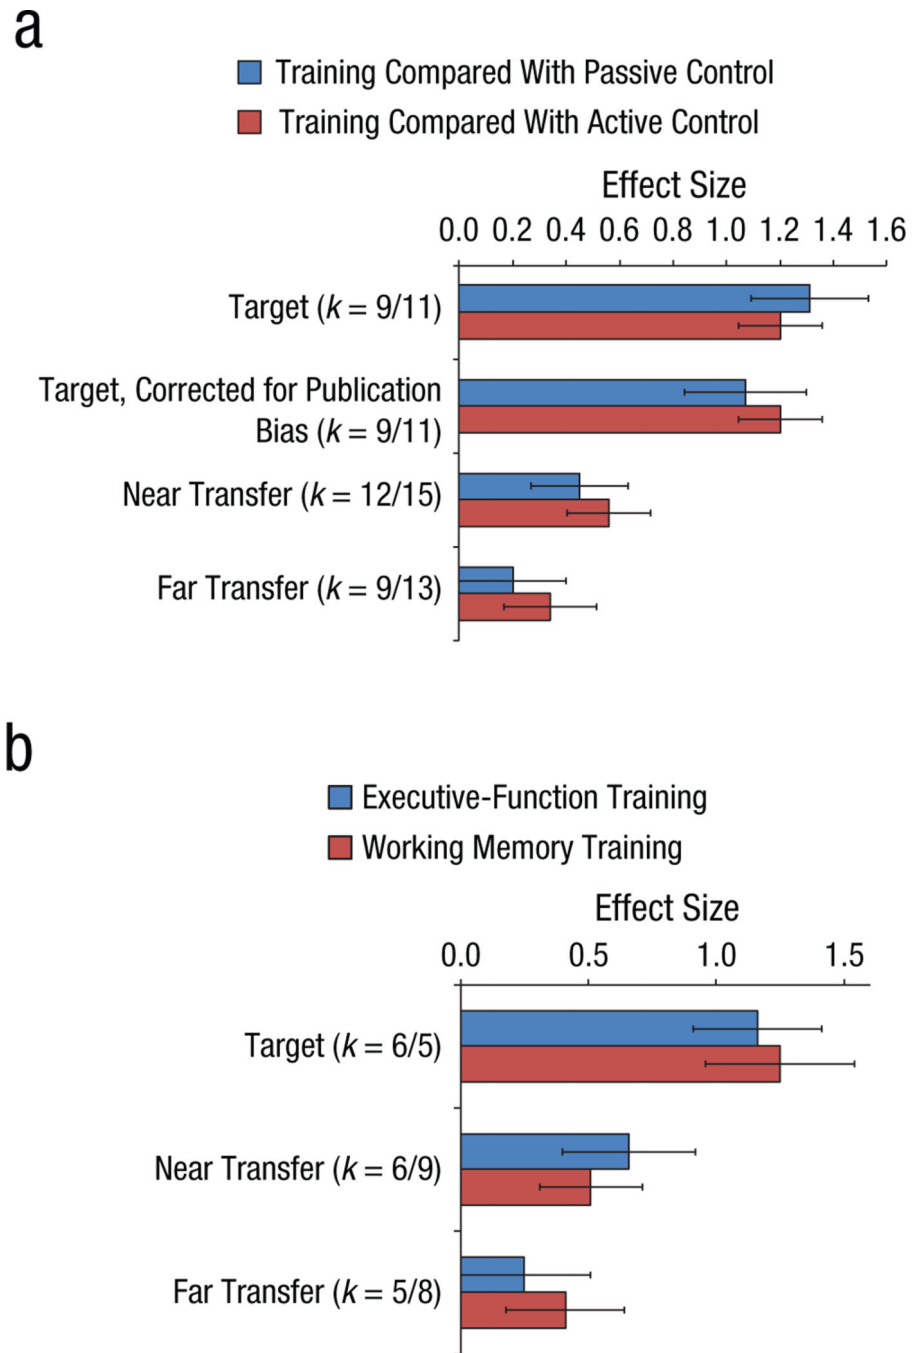 a
Training Compared With Passive Control
Training Compared With Active Control
Effect Size
0.0 0.2 0.4 0.6 0.8 1.0 1.2 1.4 1.6
Target (k = 9/11)
Target, Corrected for Publication
Bias (k = 9/11)
Near Transfer (k = 12/15)
Far Transfer (k = 9/13)
b
Executive-Function Training
Working Memory Training
Effect Size
0.0 0.5 1.0 1.5
Target (k = 6/5)
Near Transfer (k = 6/9)
Far Transfer (k = 5/8)